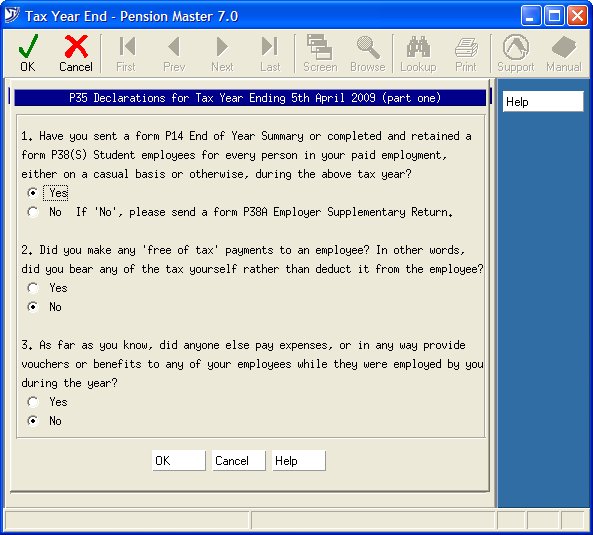 Tax Year End - Pension Master 7.0
OK Cancel First Prev Next Last Screen Browse Lookup Print Support Manual
P35 Declarations for Tax Year Ending 5th April 2009 (part one)
Help
1. Have you sent a form P14 End of Year Summary or completed and retained a
form P38(S) Student employees for every person in your paid employment,
either on a casual basis or otherwise, during the above tax year?
Yes
No If 'No', please send a form P38A Employer Supplementary Return.
2. Did you make any 'free of tax' payments to an employee? In other words,
did you bear any of the tax yourself rather than deduct it from the employee?
Yes
No
3. As far as you know, did anyone else pay expenses, or in any way provide
vouchers or benefits to any of your employees while they were employed by you
during the year?
Yes
No
OK Cancel Help